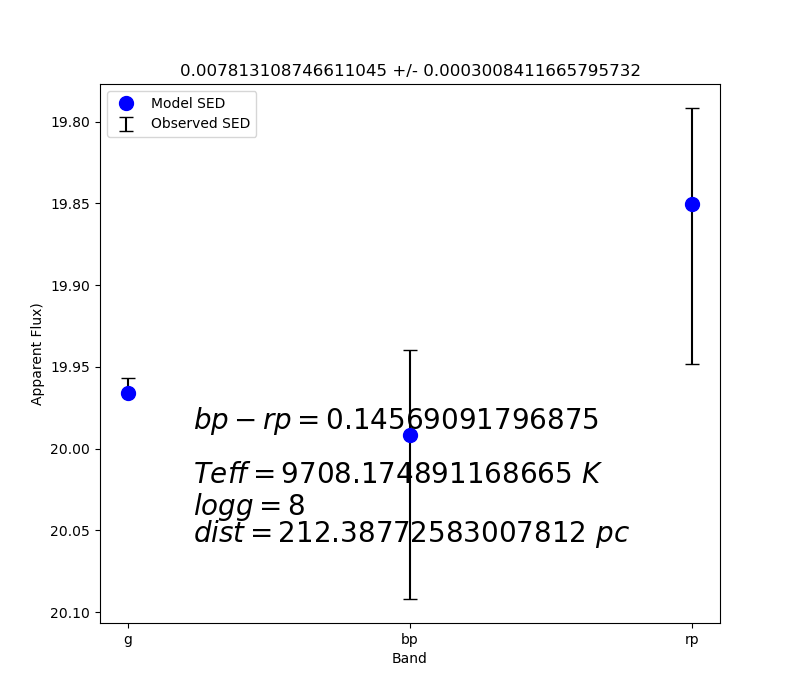 0.007813108746611045 +/- 0.0003008411665795732
Model SED
Observed SED
19.80
19.85
19.90
19.95
20.00
20.05
20.10
Apparent Flux)
bp − rp = 0.14569091796875
Teff = 9708.174891168665 K
logg = 8
dist = 212.38772583007812 pc
g
bp
rp
Band